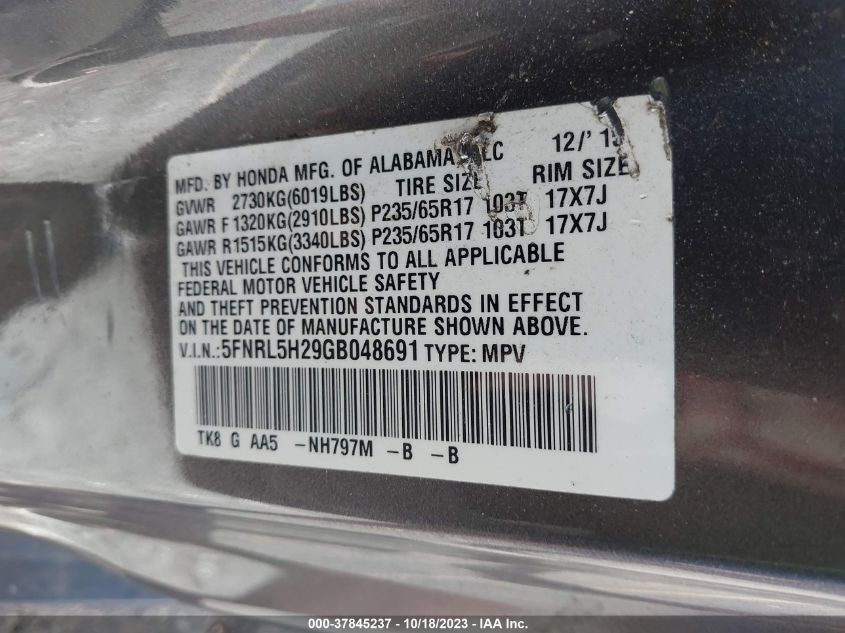 MFD. BY HONDA MFG. OF ALABAMA LC 12/'15
GVWR 2730KG(6019LBS) TIRE SIZE RIM SIZE
GAWR F1320KG(2910LBS) P235/65R17 103T 17X7J
GAWR R1515KG(3340LBS) P235/65R17 103T 17X7J
THIS VEHICLE CONFORMS TO ALL APPLICABLE
FEDERAL MOTOR VEHICLE SAFETY
AND THEFT PREVENTION STANDARDS IN EFFECT
ON THE DATE OF MANUFACTURE SHOWN ABOVE.
V.I.N.:5FNRL5H29GB048691 TYPE: MPV
TK8 G AA5 -NH797M -B -B
000-37845237 - 10/18/2023 - IAA Inc.